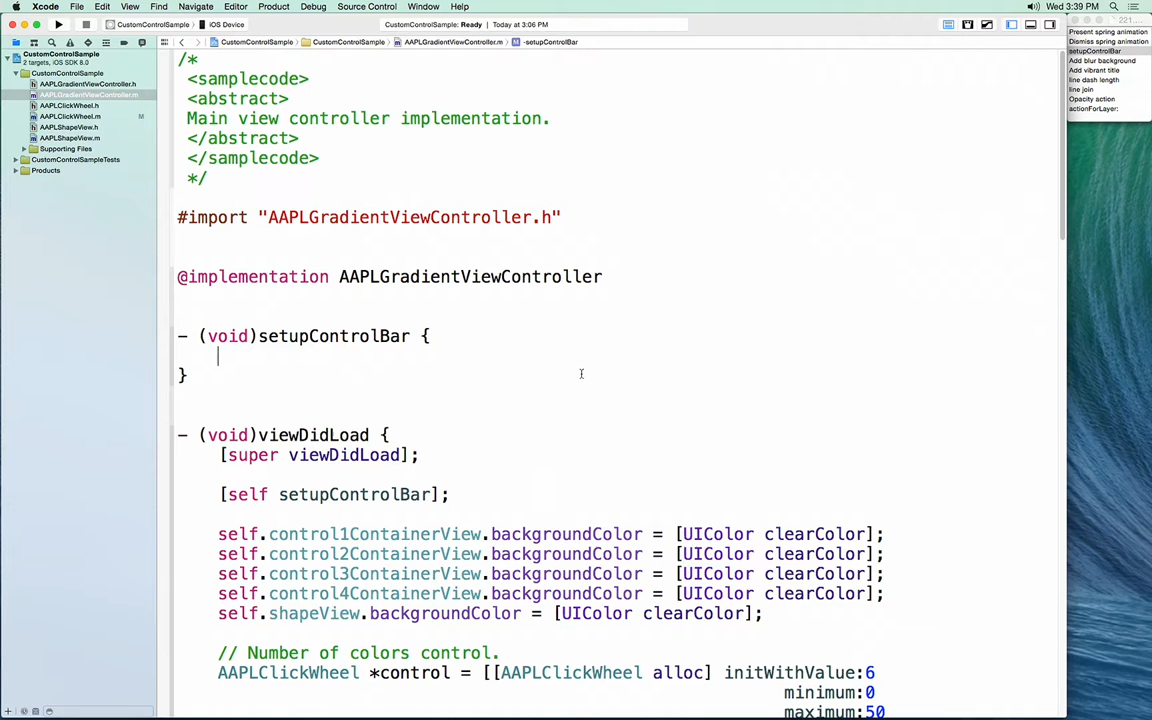 Xcode File Edit View Find Navigate Editor Product Debug Source Control Window Help
Wed 3:39 PM
CustomControlSample iOS Device
CustomControlSample: Ready Today at 3:06 PM
221...
CustomControlSample CustomControlSample AAPLGradientViewController.m -setupControlBar
CustomControlSample
2 targets, iOS SDK 8.0
CustomControlSample
AAPLGradientViewController.h
AAPLGradientViewController.m
AAPLClickWheel.h
AAPLClickWheel.m M
AAPLShapeView.h
AAPLShapeView.m
Supporting Files
CustomControlSampleTests
Products
/*
<samplecode>
<abstract>
Main view controller implementation.
</abstract>
</samplecode>
*/
#import "AAPLGradientViewController.h"
@implementation AAPLGradientViewController
- (void)setupControlBar {
}
- (void)viewDidLoad {
[super viewDidLoad];
[self setupControlBar];
self.control1ContainerView.backgroundColor = [UIColor clearColor];
self.control2ContainerView.backgroundColor = [UIColor clearColor];
self.control3ContainerView.backgroundColor = [UIColor clearColor];
self.control4ContainerView.backgroundColor = [UIColor clearColor];
self.shapeView.backgroundColor = [UIColor clearColor];
// Number of colors control.
AAPLClickWheel *control = [[AAPLClickWheel alloc] initWithValue:6
minimum:0
maximum:50
Present spring animation
Dismiss spring animation
setupControlBar
Add blur background
Add vibrant title
line dash length
line join
Opacity action
actionForLayer: